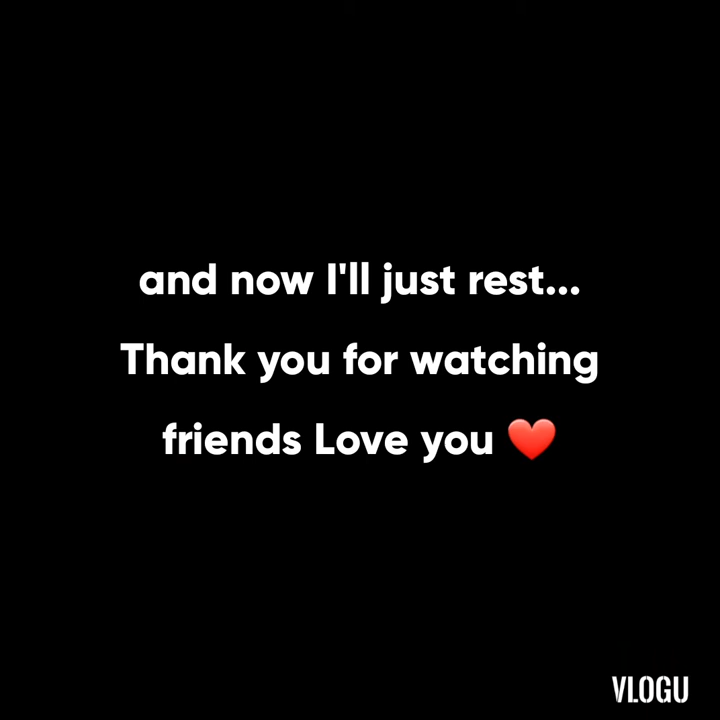 and now I'll just rest...
Thank you for watching
friends Love you ❤️
VLOGU